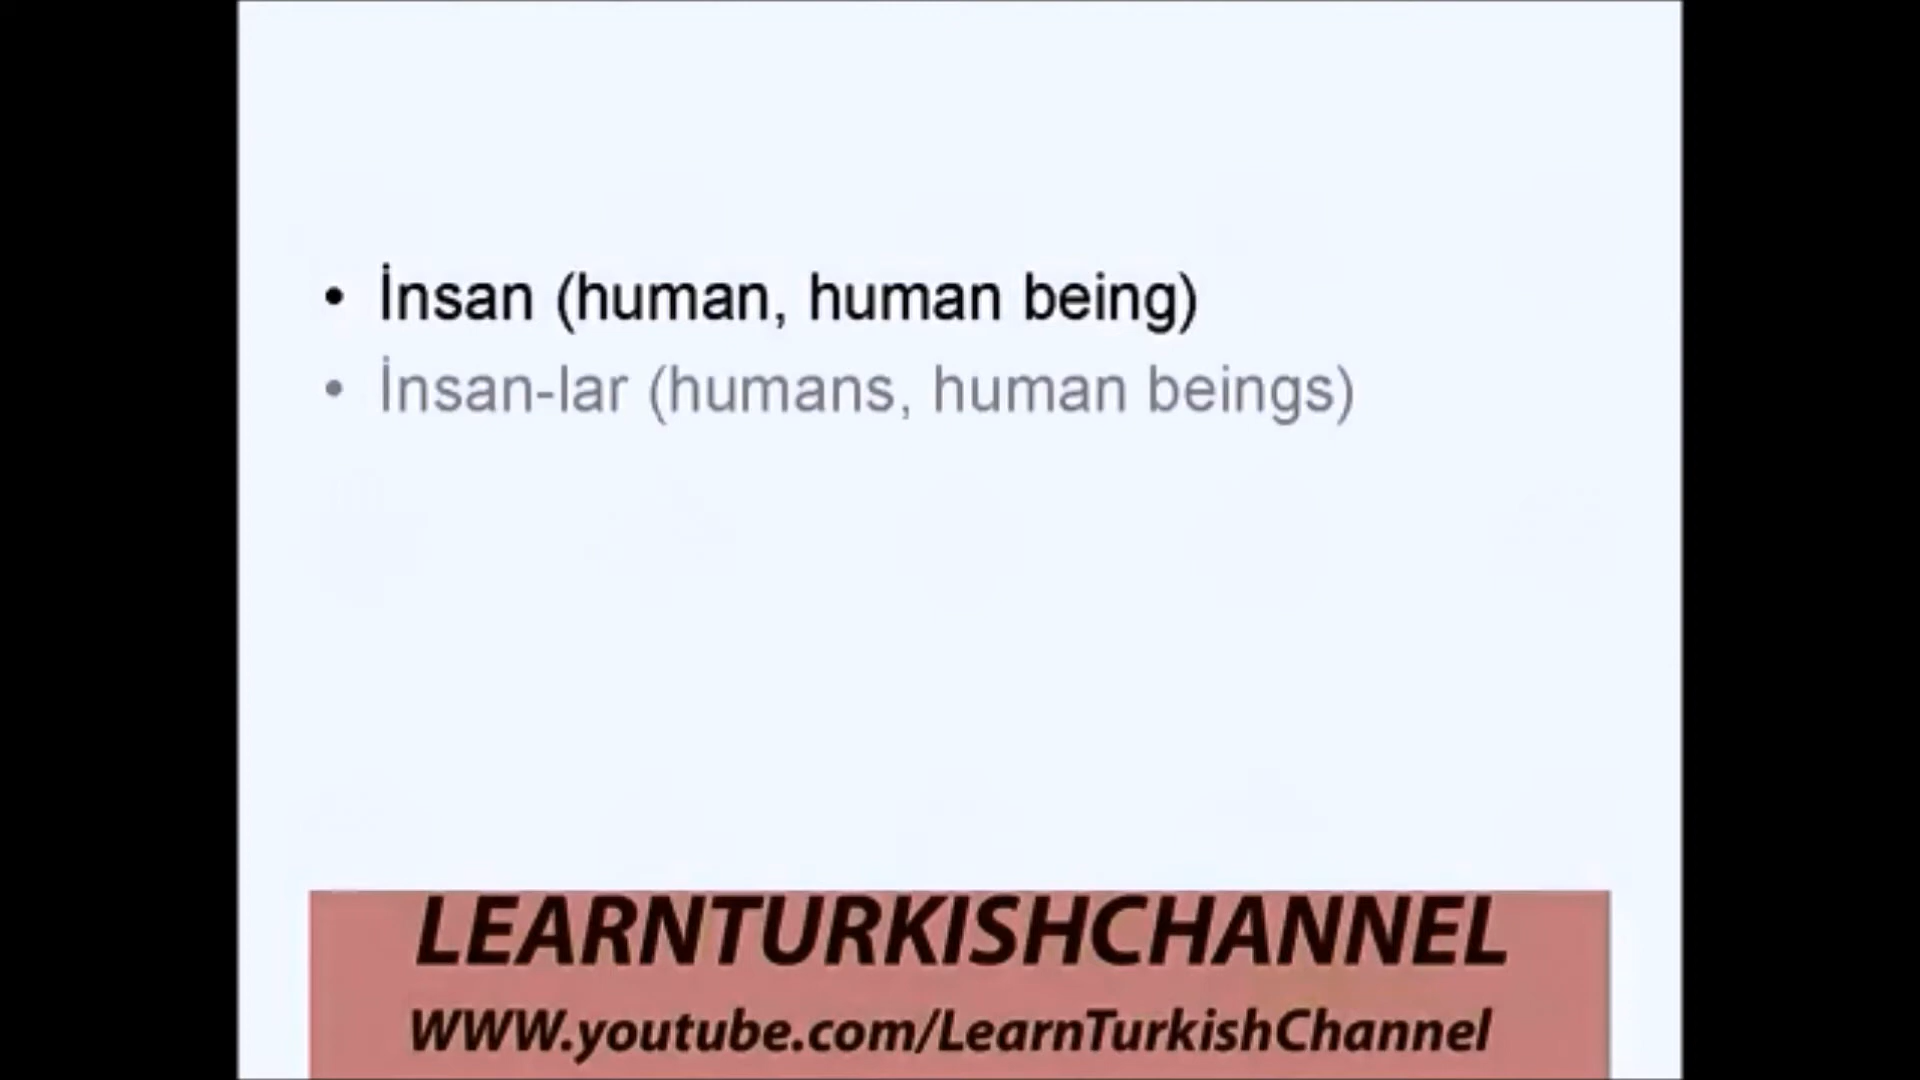 • İnsan (human, human being)
• İnsan-lar (humans, human beings)
LEARNTURKISHCHANNEL
WWW.youtube.com/LearnTurkishChannel